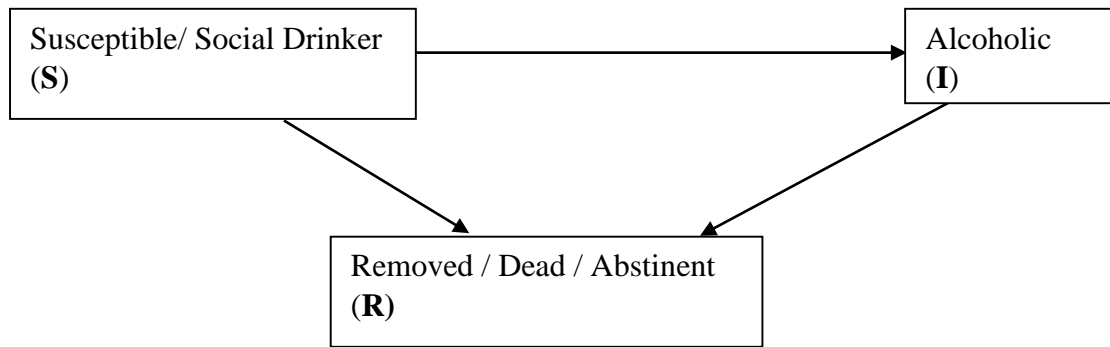 Susceptible/ Social Drinker
(S)
Alcoholic
(I)
Removed / Dead / Abstinent
(R)